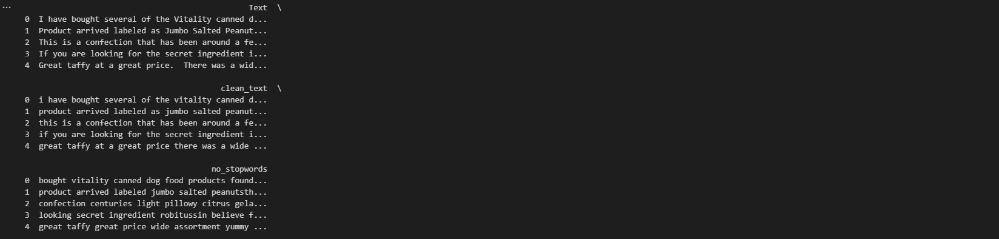 ... Text \
0 I have bought several of the Vitality canned d...
1 Product arrived labeled as Jumbo Salted Peanut...
2 This is a confection that has been around a fe...
3 If you are looking for the secret ingredient i...
4 Great taffy at a great price.  There was a wid...
clean_text \
0 i have bought several of the vitality canned d...
1 product arrived labeled as jumbo salted peanut...
2 this is a confection that has been around a fe...
3 if you are looking for the secret ingredient i...
4 great taffy at a great price there was a wide ...
no_stopwords
0 bought vitality canned dog food products found...
1 product arrived labeled jumbo salted peanutsth...
2 confection centuries light pillowy citrus gela...
3 looking secret ingredient robitussin believe f...
4 great taffy great price wide assortment yummy ...